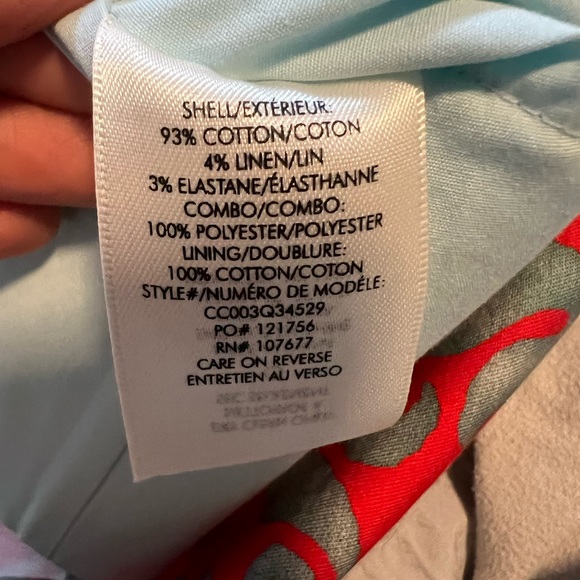 SHELL/EXTÉRIEUR:
93% COTTON/COTON
4% LINEN/LIN
3% ELASTANE/ÉLASTHANNE
COMBO/COMBO:
100% POLYESTER/POLYESTER
LINING/DOUBLURE:
100% COTTON/COTON
STYLE#/NUMÉRO DE MODÉLE:
CC003Q34529
PO# 121756
RN# 107677
CARE ON REVERSE
ENTRETIEN AU VERSO